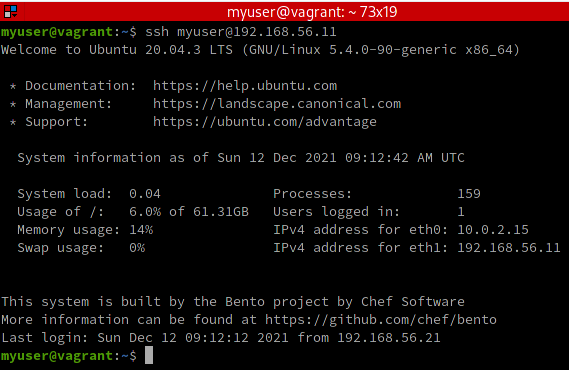 myuser@vagrant: ~ 73x19
myuser@vagrant:~$ ssh myuser@192.168.56.11
Welcome to Ubuntu 20.04.3 LTS (GNU/Linux 5.4.0-90-generic x86_64)
* Documentation:  https://help.ubuntu.com
* Management:     https://landscape.canonical.com
* Support:        https://ubuntu.com/advantage
System information as of Sun 12 Dec 2021 09:12:42 AM UTC
System load:  0.04               Processes:             159
Usage of /:   6.0% of 61.31GB   Users logged in:       1
Memory usage: 14%                IPv4 address for eth0: 10.0.2.15
Swap usage:   0%                 IPv4 address for eth1: 192.168.56.11
This system is built by the Bento project by Chef Software
More information can be found at https://github.com/chef/bento
Last login: Sun Dec 12 09:12:12 2021 from 192.168.56.21
myuser@vagrant:~$